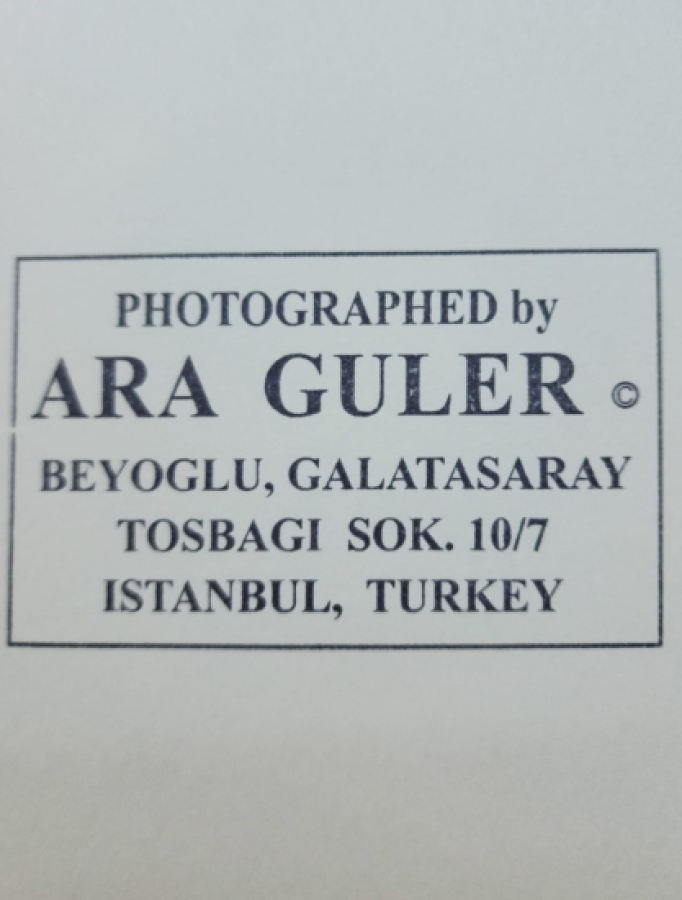 PHOTOGRAPHED by
ARA GULER ©
BEYOGLU, GALATASARAY
TOSBAGI SOK. 10/7
ISTANBUL, TURKEY